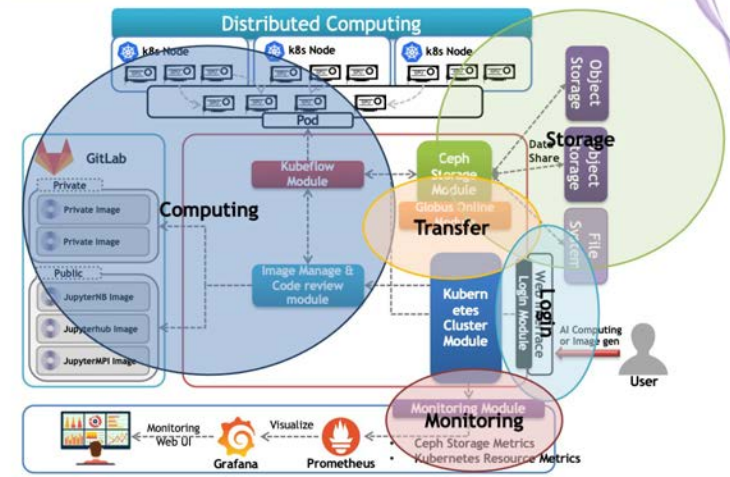 Distributed Computing
k8s Node
k8s Node
k8s Node
Pod
GitLab
Private
Private Image
Private Image
Public
JupyterNB Image
Jupyterhub Image
JupyterMPI Image
Computing
Kubeflow
Module
Image Manage &
Code review
module
Ceph
Storage
Module
Globus Online
Transfer
Kubern
etes
Cluster
Module
Data
Share
Storage
Object
Storage
Object
Storage
File
System
Web Interface
Login Module
Login
AI Computing
or Image gen
User
Monitoring Module
Monitoring
Ceph Storage Metrics
• Kubernetes Resource Metrics
Monitoring
Web UI
Visualize
Grafana
Prometheus